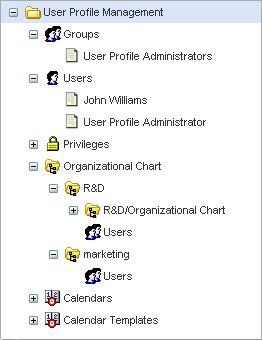 User Profile Management
Groups
User Profile Administrators
Users
John Williams
User Profile Administrator
Privileges
Organizational Chart
R&D
R&D/Organizational Chart
Users
marketing
Users
Calendars
Calendar Templates